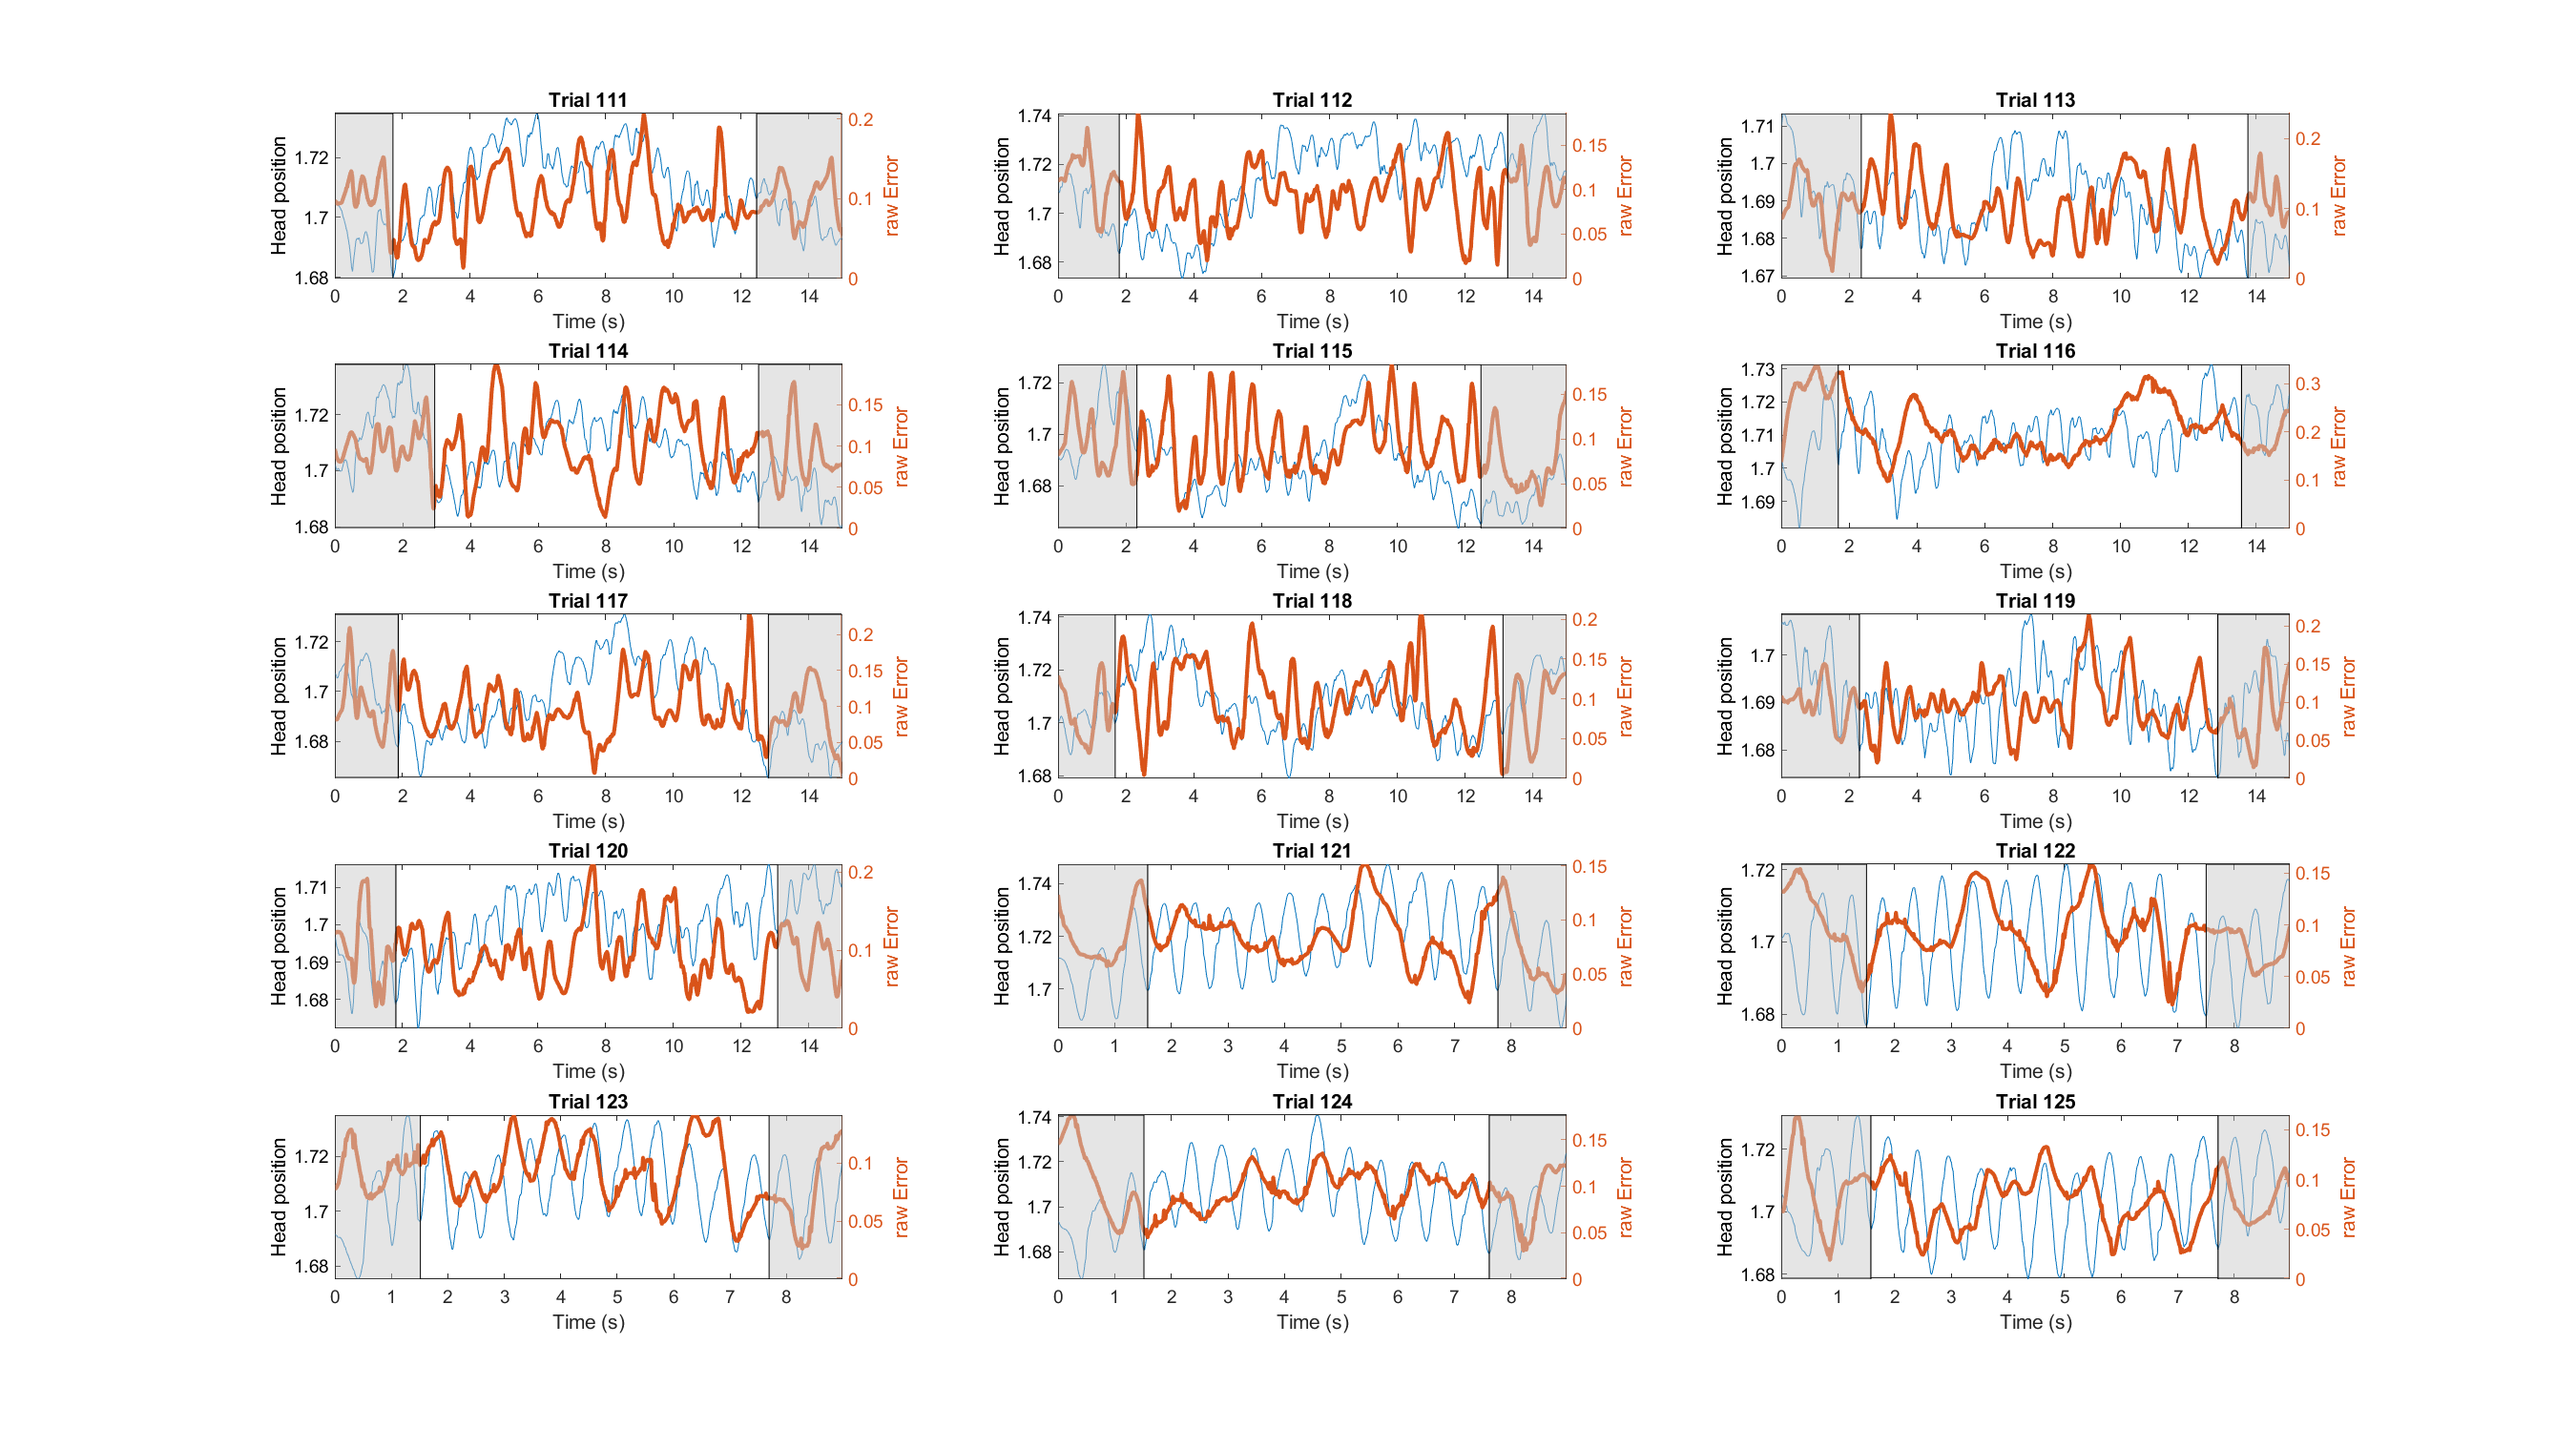 Trial 111
Trial 112
Trial 113
Head position
1.72
1.7
1.68
0.2
0.1
0
raw Error
0 2 4 6 8 10 12 14
Time (s)
Head position
1.74
1.72
1.7
1.68
0.15
0.1
0.05
0
raw Error
0 2 4 6 8 10 12 14
Time (s)
Head position
1.71
1.7
1.69
1.68
1.67
0.2
0.1
0
raw Error
0 2 4 6 8 10 12 14
Time (s)
Trial 114
Trial 115
Trial 116
Head position
1.72
1.7
1.68
0.15
0.1
0.05
0
raw Error
0 2 4 6 8 10 12 14
Time (s)
Head position
1.72
1.7
1.68
0.15
0.1
0.05
0
raw Error
0 2 4 6 8 10 12 14
Time (s)
Head position
1.73
1.72
1.71
1.7
1.69
0.3
0.2
0.1
0
raw Error
0 2 4 6 8 10 12 14
Time (s)
Trial 117
Trial 118
Trial 119
Head position
1.72
1.7
1.68
0.2
0.15
0.1
0.05
0
raw Error
0 2 4 6 8 10 12 14
Time (s)
Head position
1.74
1.72
1.7
1.68
0.2
0.15
0.1
0.05
0
raw Error
0 2 4 6 8 10 12 14
Time (s)
Head position
1.7
1.69
1.68
0.2
0.15
0.1
0.05
0
raw Error
0 2 4 6 8 10 12 14
Time (s)
Trial 120
Trial 121
Trial 122
Head position
1.71
1.7
1.69
1.68
0.2
0.1
0
raw Error
0 2 4 6 8 10 12 14
Time (s)
Head position
1.74
1.72
1.7
0.15
0.1
0.05
0
raw Error
0 1 2 3 4 5 6 7 8
Time (s)
Head position
1.72
1.7
1.68
0.15
0.1
0.05
0
raw Error
0 1 2 3 4 5 6 7 8
Time (s)
Trial 123
Trial 124
Trial 125
Head position
1.72
1.7
1.68
0.1
0.05
0
raw Error
0 1 2 3 4 5 6 7 8
Time (s)
Head position
1.74
1.72
1.7
1.68
0.15
0.1
0.05
0
raw Error
0 1 2 3 4 5 6 7 8
Time (s)
Head position
1.72
1.7
1.68
0.15
0.1
0.05
0
raw Error
0 1 2 3 4 5 6 7 8
Time (s)